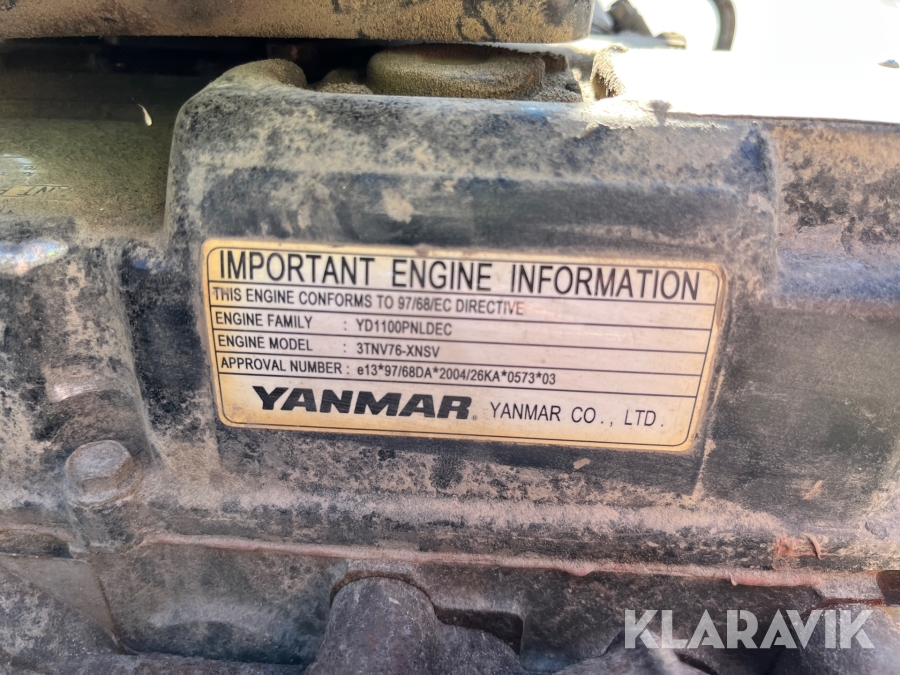 IMPORTANT ENGINE INFORMATION
THIS ENGINE CONFORMS TO 97/68/EC DIRECTIVE
ENGINE FAMILY : YD1100PNLDEC
ENGINE MODEL : 3TNV76-XNSV
APPROVAL NUMBER : e13*97/68DA*2004/26KA*0573*03
YANMAR® YANMAR CO., LTD.
KLARAVIK